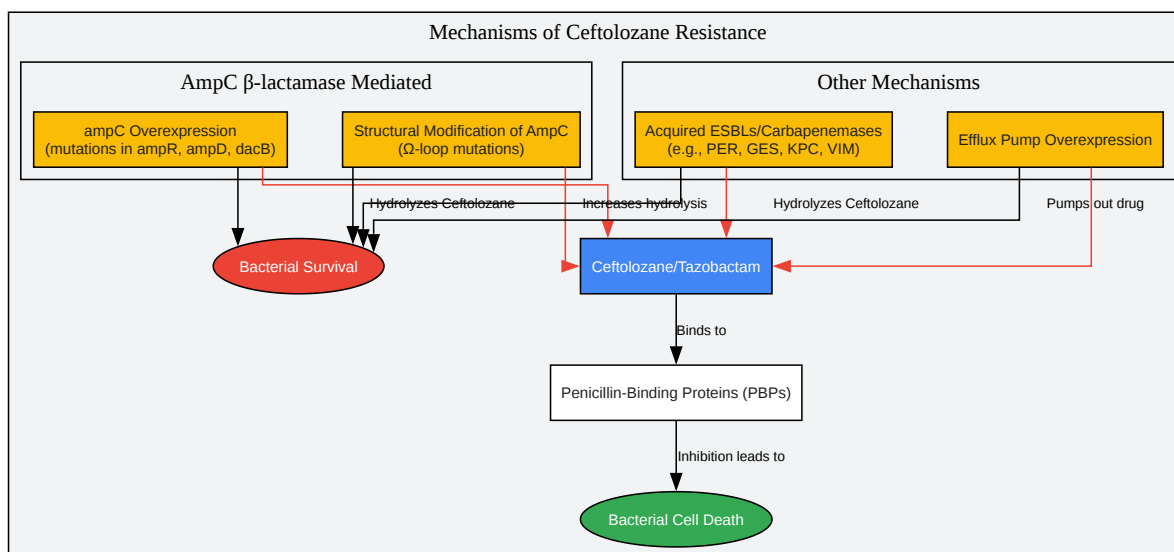 Mechanisms of Ceftolozane Resistance
AmpC β-lactamase Mediated
Other Mechanisms
ampC Overexpression
(mutations in ampR, ampD, dacB)
Structural Modification of AmpC
(Ω-loop mutations)
Acquired ESBLs/Carbapenemases
(e.g., PER, GES, KPC, VIM)
Efflux Pump Overexpression
Hydrolyzes Ceftolozane
Increases hydrolysis
Hydrolyzes Ceftolozane
Pumps out drug
Bacterial Survival
Ceftolozane/Tazobactam
Binds to
Penicillin-Binding Proteins (PBPs)
Inhibition leads to
Bacterial Cell Death